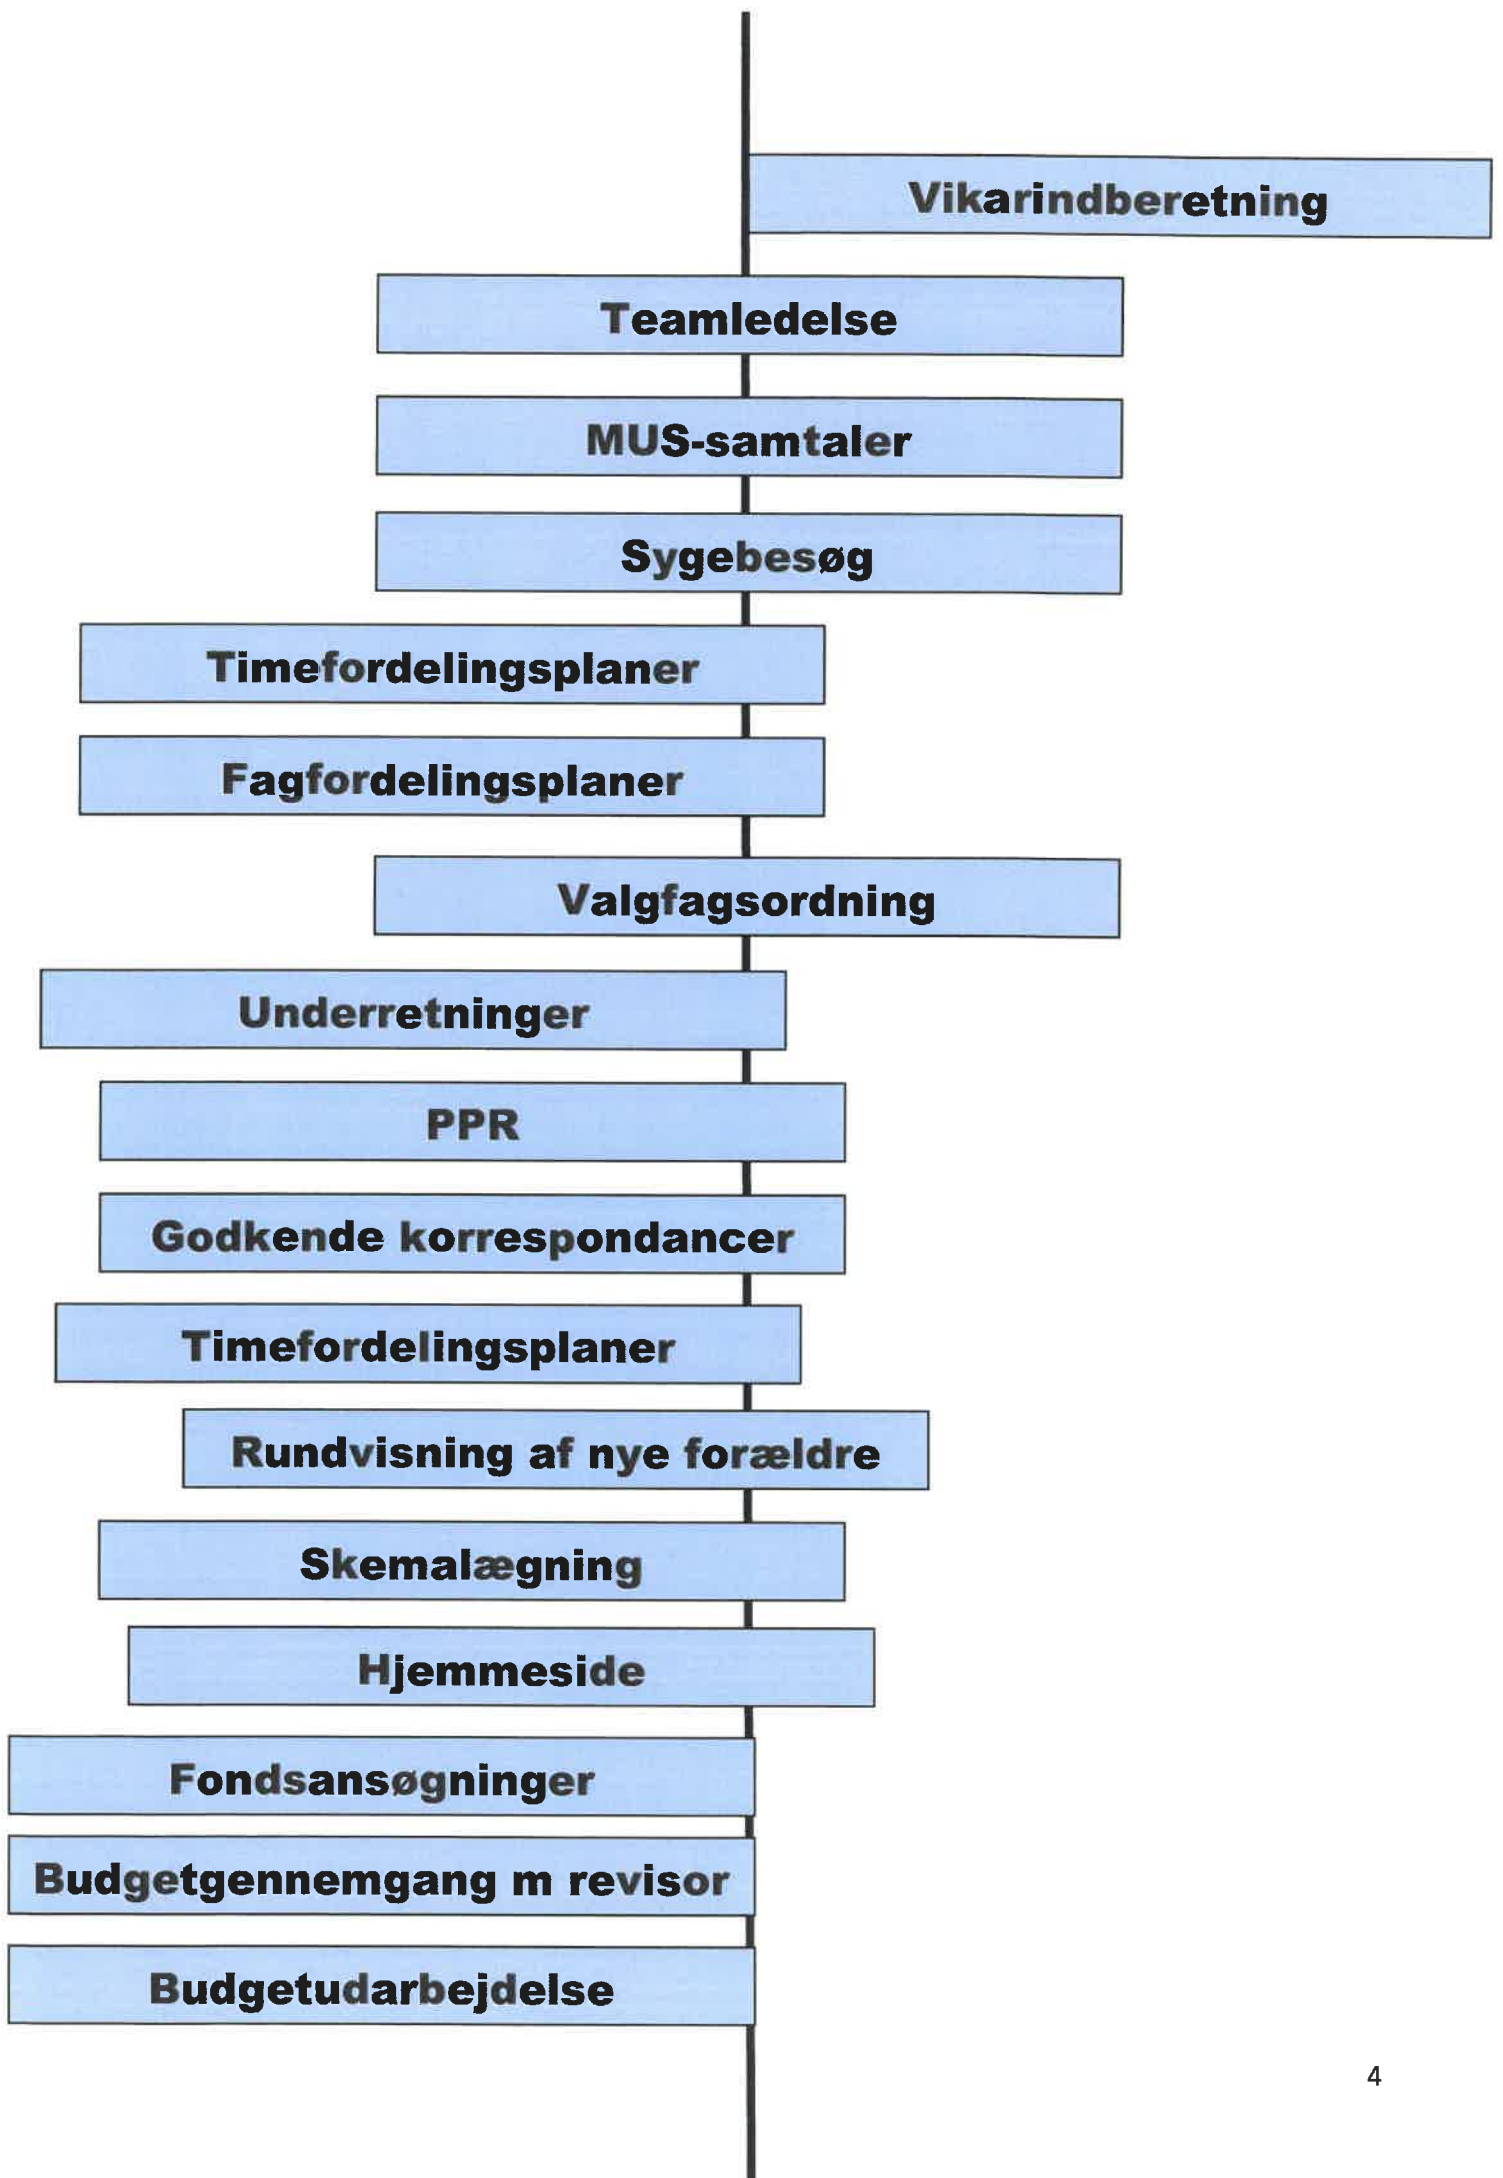 Vikarindberetning
Teamledelse
MUS-samtaler
Sygebesøg
Timefordelingsplaner
Fagfordelingsplaner
Valgfagsordning
Underretninger
PPR
Godkende korrespondancer
Timefordelingsplaner
Rundvisning af nye forældre
Skemalægning
Hjemmeside
Fondsansøgninger
Budgetgennemgang m revisor
Budgetudarbejdelse
4